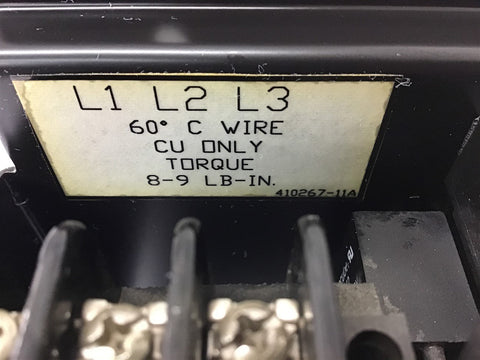 L1 L2 L3
60° C WIRE
CU ONLY
TORQUE
8-9 LB-IN.
410267-11A